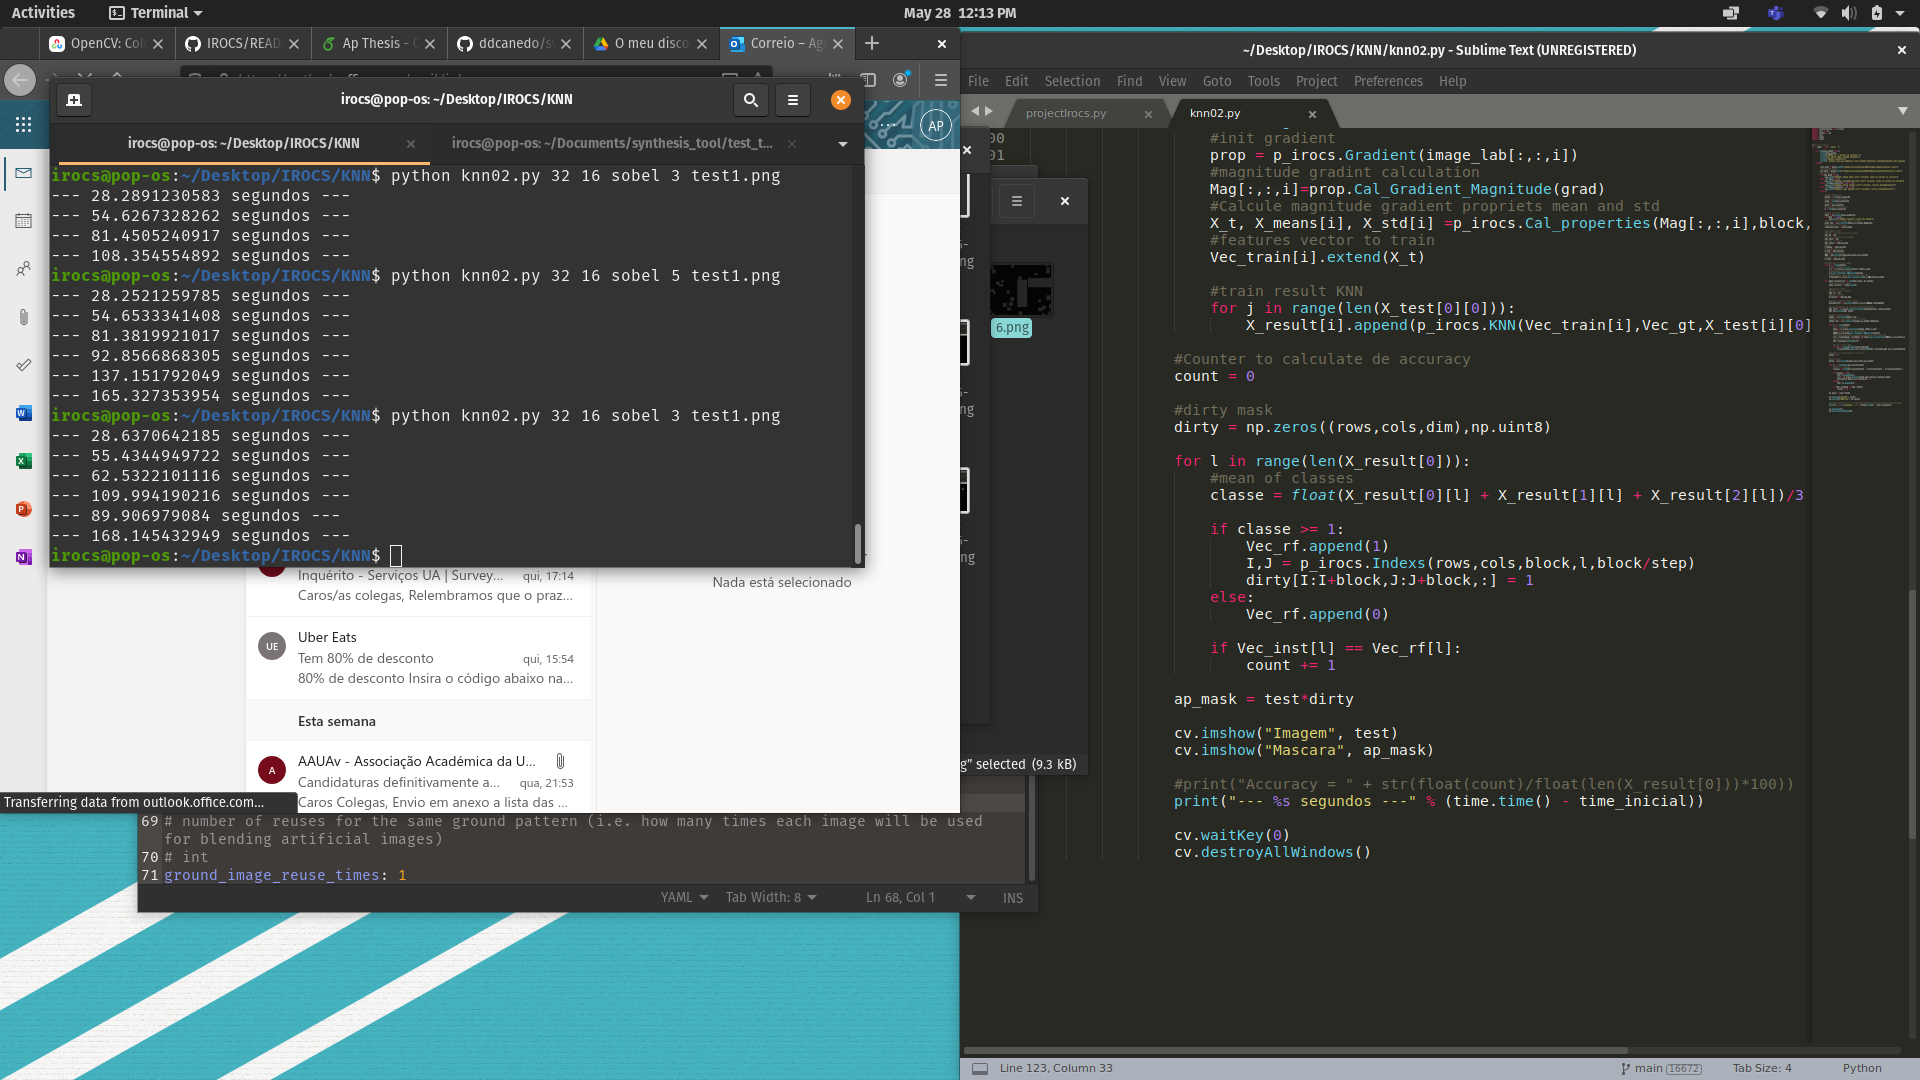 Activities
Terminal
May 28 12:13 PM
OpenCV: Col
IROCS/READ
Ap Thesis - O
ddcanedo/sy
O meu disco
Correio – Ag
irocs@pop-os: ~/Desktop/IROCS/KNN
irocs@pop-os: ~/Desktop/IROCS/KNN
irocs@pop-os: ~/Documents/synthesis_tool/test_t...
irocs@pop-os:~/Desktop/IROCS/KNN$ python knn02.py 32 16 sobel 3 test1.png
--- 28.2891230583 segundos ---
--- 54.6267328262 segundos ---
--- 81.4505240917 segundos ---
--- 108.354554892 segundos ---
irocs@pop-os:~/Desktop/IROCS/KNN$ python knn02.py 32 16 sobel 5 test1.png
--- 28.2521259785 segundos ---
--- 54.6533341408 segundos ---
--- 81.3819921017 segundos ---
--- 92.8566868305 segundos ---
--- 137.151792049 segundos ---
--- 165.327353954 segundos ---
irocs@pop-os:~/Desktop/IROCS/KNN$ python knn02.py 32 16 sobel 3 test1.png
--- 28.6370642185 segundos ---
--- 55.4344949722 segundos ---
--- 62.5322101116 segundos ---
--- 109.994190216 segundos ---
--- 89.906979084 segundos ---
--- 168.145432949 segundos ---
irocs@pop-os:~/Desktop/IROCS/KNN$
AP
Inquérito - Serviços UA | Survey... qui, 17:14
Caros/as colegas, Relembramos que o praz...
UE
Uber Eats
Tem 80% de desconto qui, 15:54
80% de desconto Insira o código abaixo na...
Esta semana
A
AAUAv - Associação Académica da U...
Candidaturas definitivamente a... qua, 21:53
Caros Colegas, Envio em anexo a lista das ...
Nada está selecionado
Transferring data from outlook.office.com...
69 # number of reuses for the same ground pattern (i.e. how many times each image will be used
for blending artificial images)
70 # int
71 ground_image_reuse_times: 1
YAML
Tab Width: 8
Ln 68, Col 1
INS
6.png
g” selected (9.3 kB)
~/Desktop/IROCS/KNN/knn02.py - Sublime Text (UNREGISTERED)
File Edit Selection Find View Goto Tools Project Preferences Help
projectIrocs.py
knn02.py
#init gradient
prop = p_irocs.Gradient(image_lab[:,:,i])
#magnitude gradint calculation
Mag[:,:,i]=prop.Cal_Gradient_Magnitude(grad)
#Calcule magnitude gradient propriets mean and std
X_t, X_means[i], X_std[i] =p_irocs.Cal_properties(Mag[:,:,i],block,
#features vector to train
Vec_train[i].extend(X_t)
#train result KNN
for j in range(len(X_test[0][0])):
X_result[i].append(p_irocs.KNN(Vec_train[i],Vec_gt,X_test[i][0]
#Counter to calculate de accuracy
count = 0
#dirty mask
dirty = np.zeros((rows,cols,dim),np.uint8)
for l in range(len(X_result[0])):
#mean of classes
classe = float(X_result[0][l] + X_result[1][l] + X_result[2][l])/3
if classe >= 1:
Vec_rf.append(1)
I,J = p_irocs.Indexs(rows,cols,block,l,block/step)
dirty[I:I+block,J:J+block,:] = 1
else:
Vec_rf.append(0)
if Vec_inst[l] == Vec_rf[l]:
count += 1
ap_mask = test*dirty
cv.imshow("Imagem", test)
cv.imshow("Mascara", ap_mask)
#print("Accuracy = " + str(float(count)/float(len(X_result[0]))*100))
print("--- %s segundos ---" % (time.time() - time_inicial))
cv.waitKey(0)
cv.destroyAllWindows()
Line 123, Column 33
main 16672
Tab Size: 4
Python